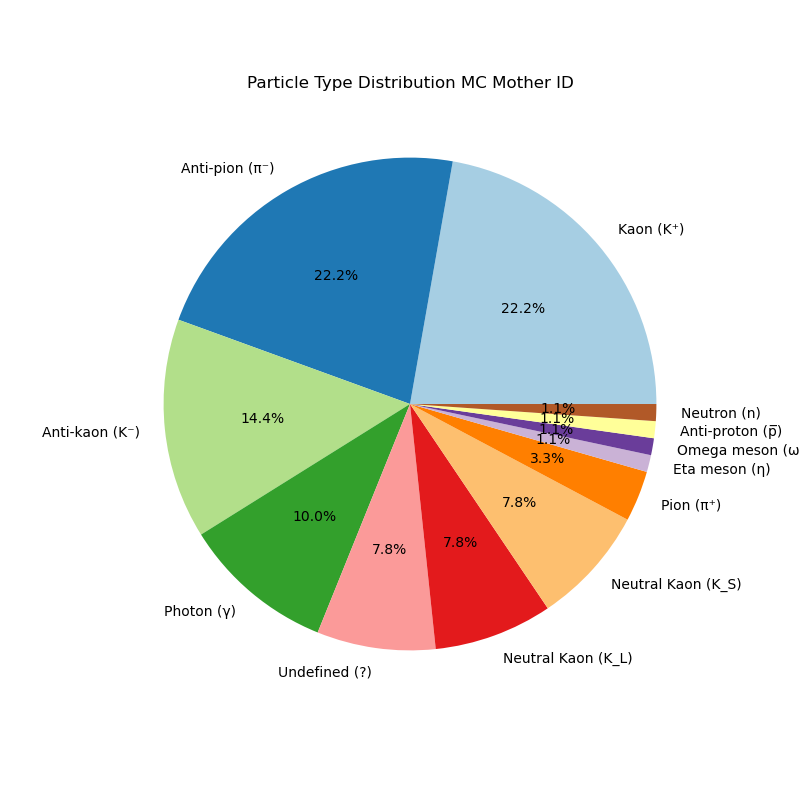 Particle Type Distribution MC Mother ID
Anti-pion (π⁻)
Kaon (K⁺)
22.2%
22.2%
Anti-kaon (K⁻)
14.4%
Neutron (n)
1.1%
Anti-proton (p̅)
1.1%
Omega meson (ω
1.1%
Eta meson (η)
1.1%
Pion (π⁺)
3.3%
10.0%
7.8%
7.8%
7.8%
Neutral Kaon (K_S)
Photon (γ)
Undefined (?)
Neutral Kaon (K_L)